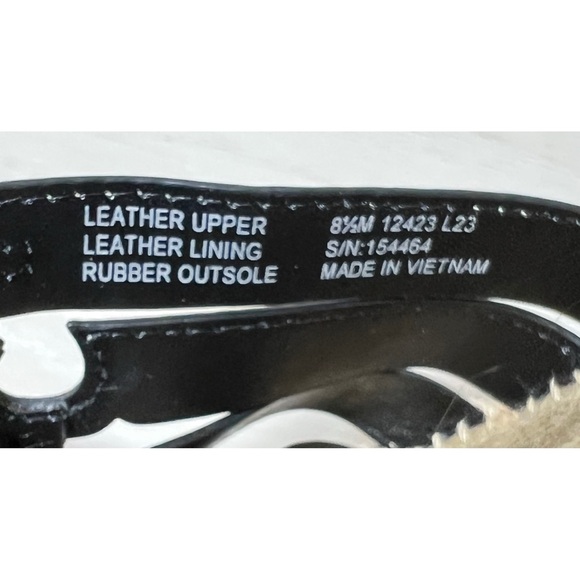 LEATHER UPPER
LEATHER LINING
RUBBER OUTSOLE
8½M 12423 L23
S/N:154464
MADE IN VIETNAM